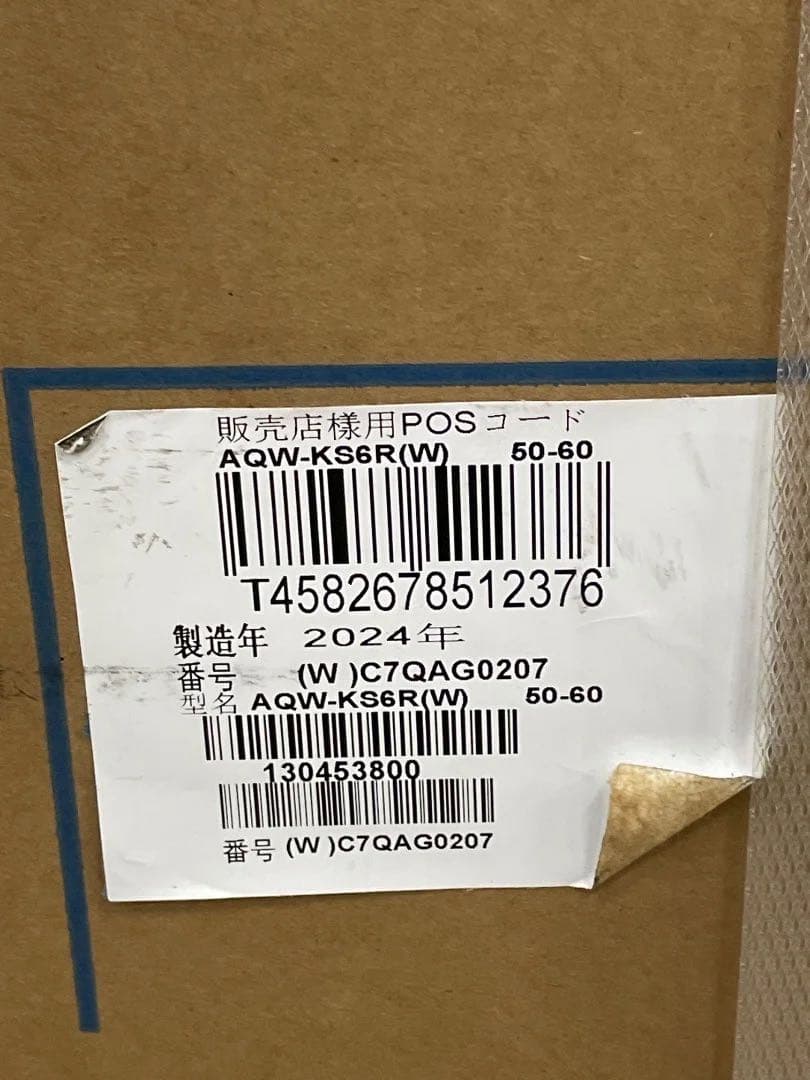 販売店様用POSコード
AQW-KS6R(W) 50-60
T4582678512376
製造年 2024年
番号 (W )C7QAG0207
型名 AQW-KS6R(W) 50-60
130453800
番号 (W )C7QAG0207